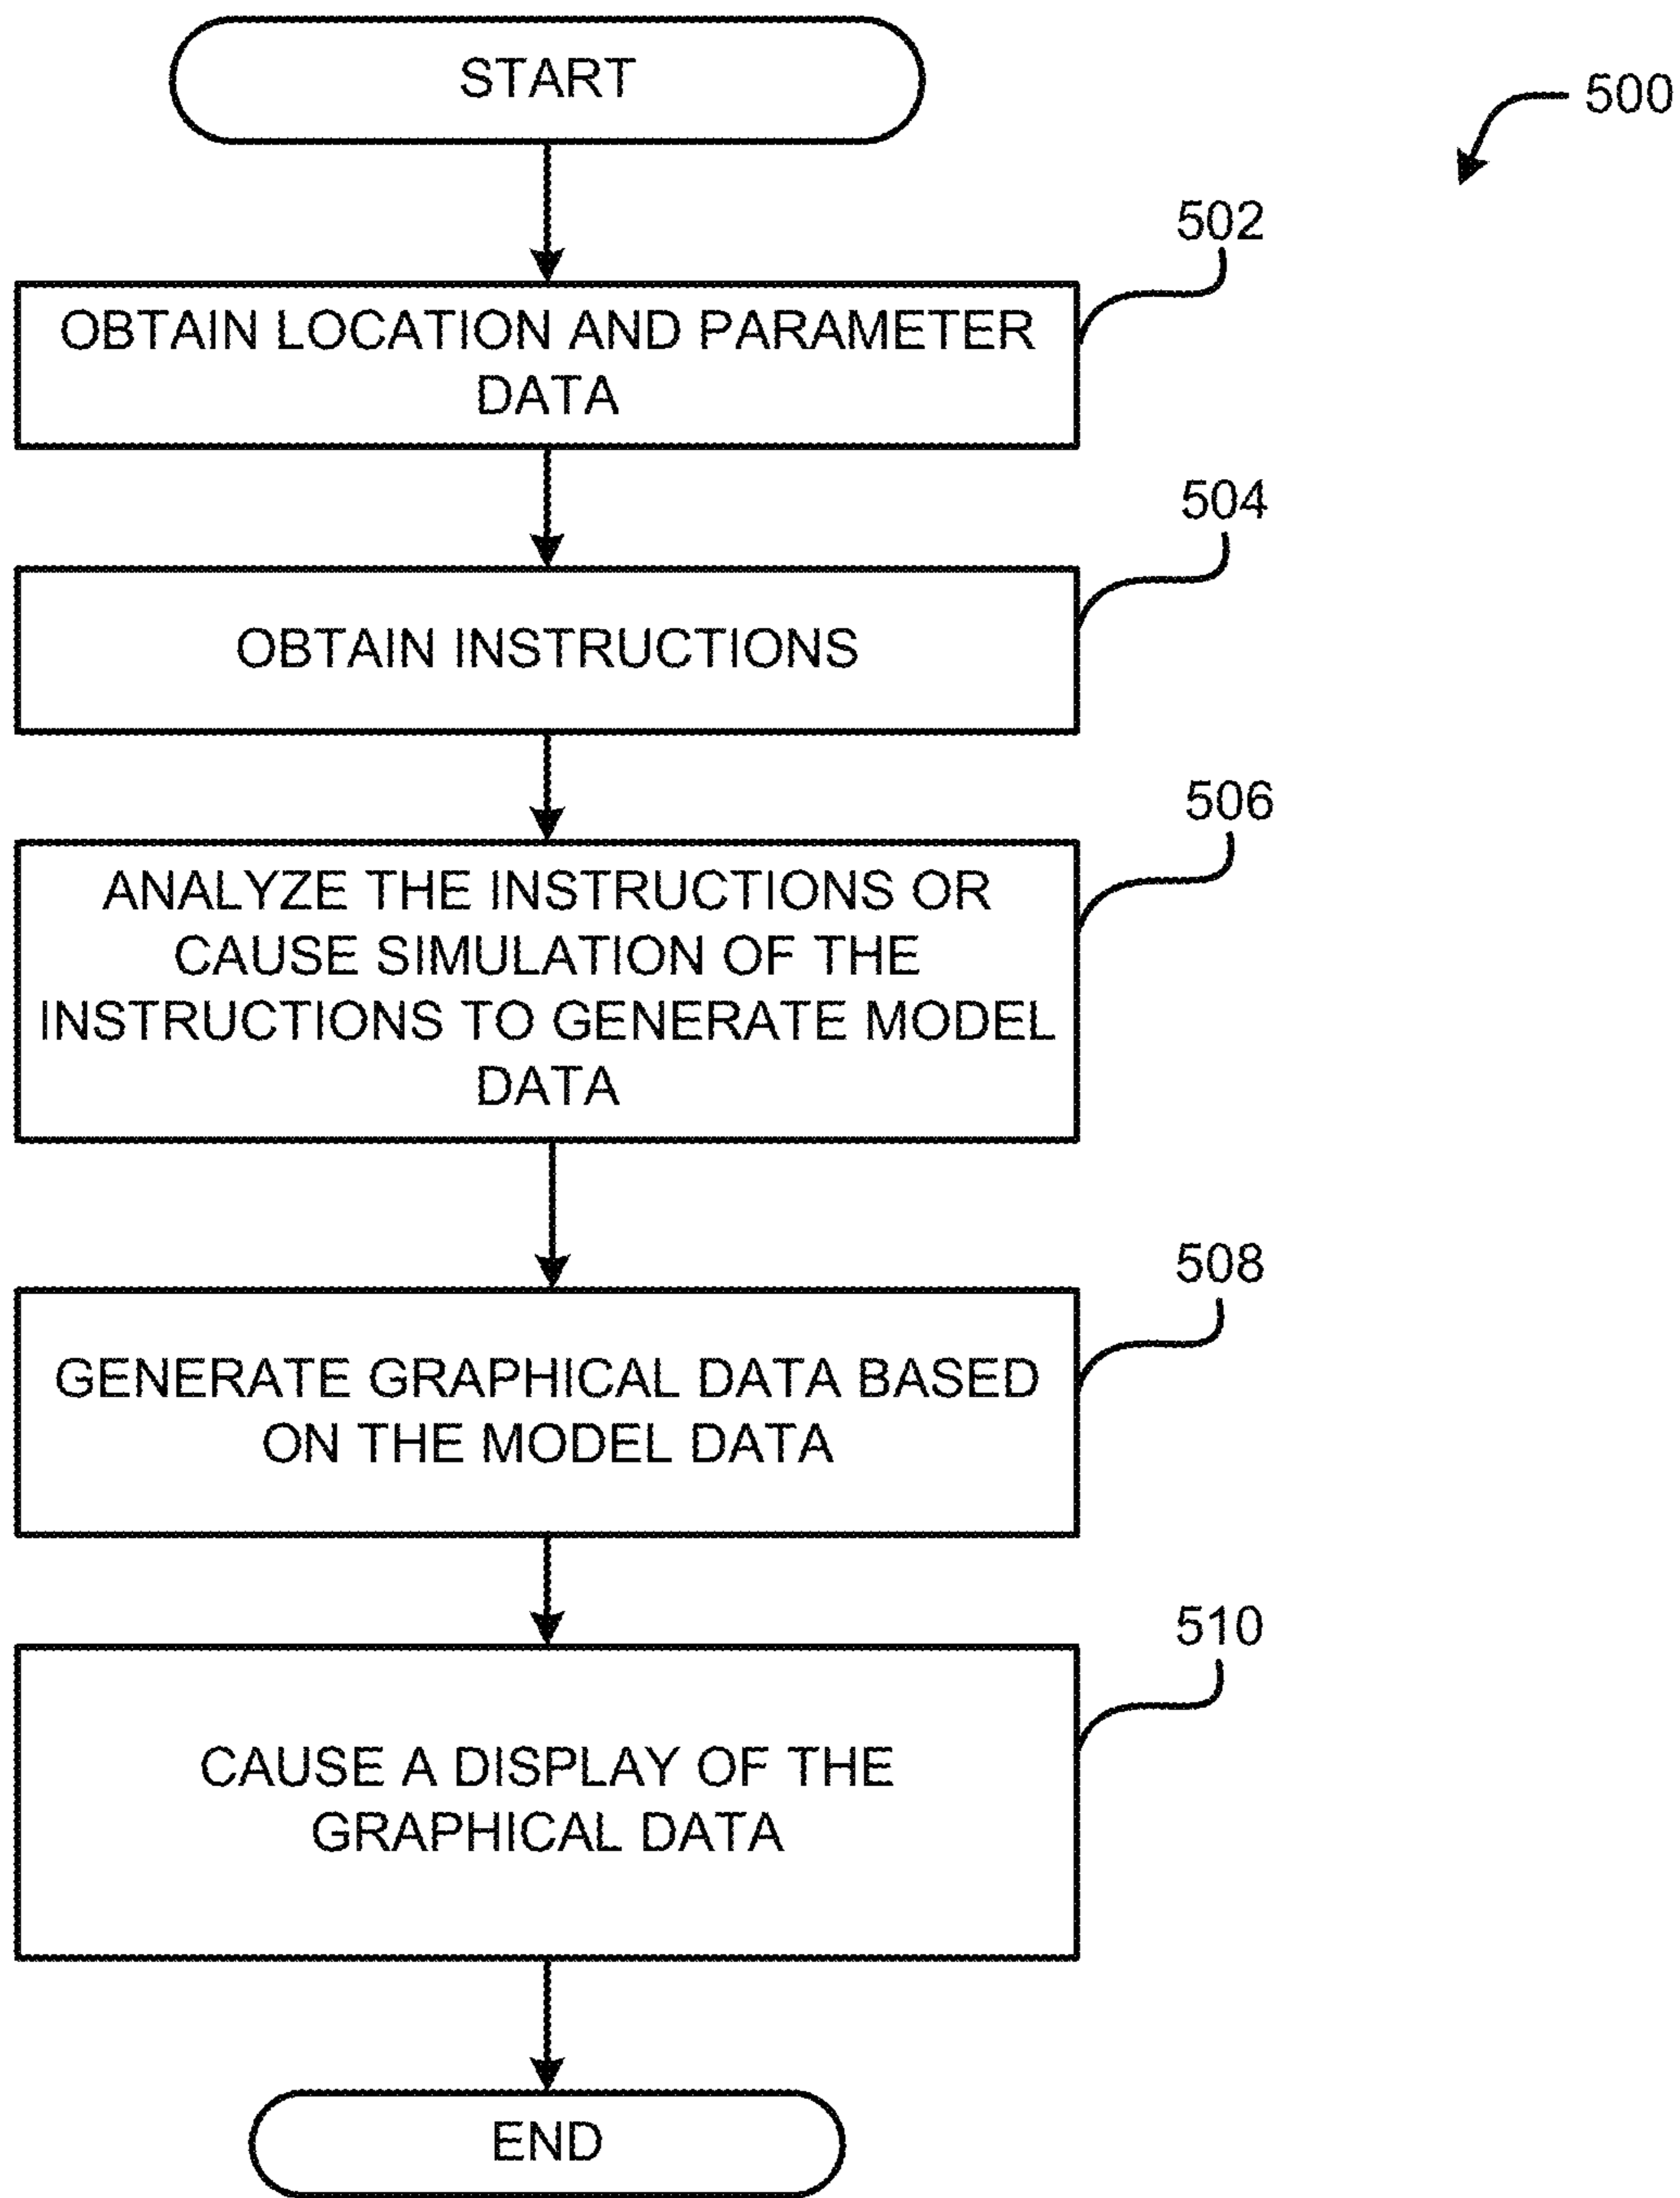 START
500
502
OBTAIN LOCATION AND PARAMETER
DATA
504
OBTAIN INSTRUCTIONS
506
ANALYZE THE INSTRUCTIONS OR
CAUSE SIMULATION OF THE
INSTRUCTIONS TO GENERATE MODEL
DATA
508
GENERATE GRAPHICAL DATA BASED
ON THE MODEL DATA
510
CAUSE A DISPLAY OF THE
GRAPHICAL DATA
END